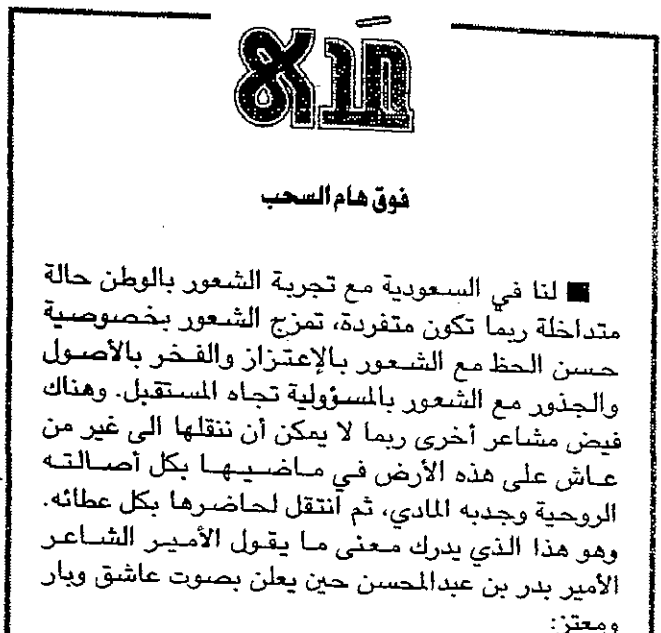 مَدى
فوق هام السحب
■ لنا في السعودية مع تجربة الشعور بالوطن حالة
متداخلة ربما تكون متفردة، تمزج الشعور بخصوصية
حسن الحظ مع الشعور بالإعتزاز والفخر بالأصول
والجذور مع الشعور بالمسؤولية تجاه المستقبل. وهناك
فيض مشاعر أخرى ربما لا يمكن أن ننقلها الى غير من
عاش على هذه الأرض في ماضيها بكل أصالته
الروحية وجدبه المادي، ثم انتقل لحاضرها بكل عطائه.
وهو هذا الذي يدرك معنى ما يقول الأمير الشاعر
الأمير بدر بن عبدالمحسن حين يعلن بصوت عاشق وبار
ومعتز: